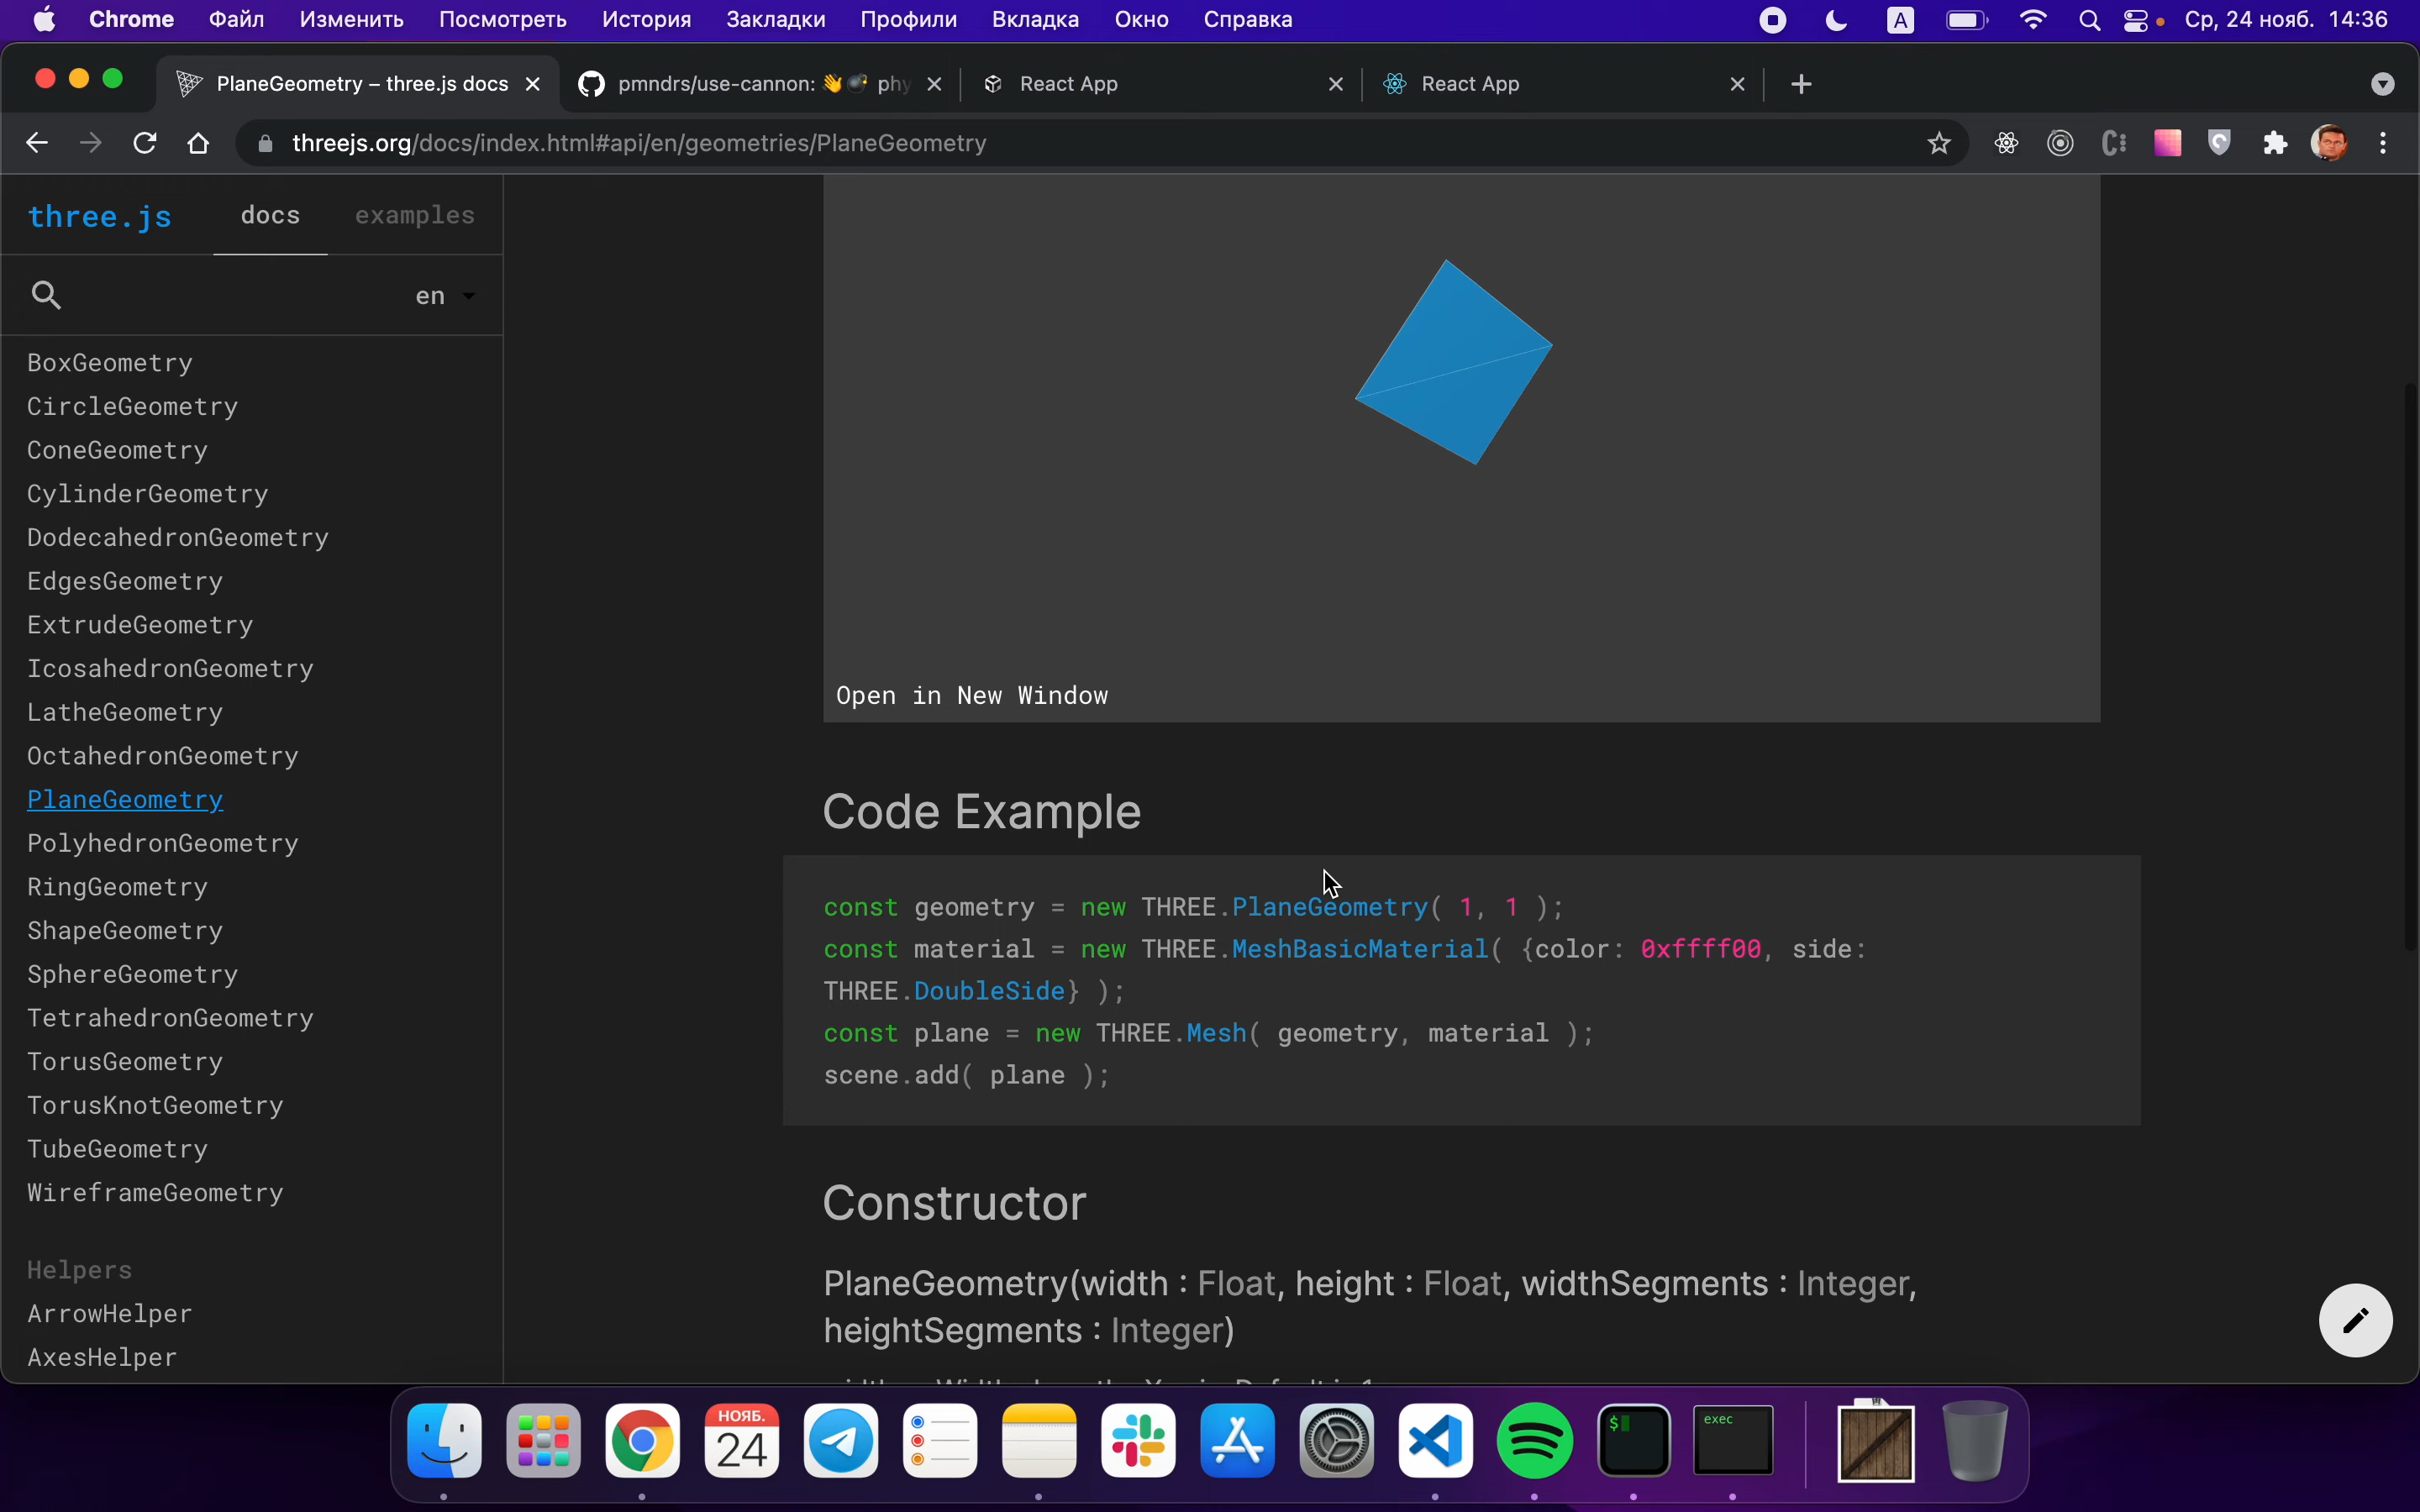 Chrome Файл Изменить Посмотреть История Закладки Профили Вкладка Окно Справка A Ср, 24 нояб. 14:36
PlaneGeometry – three.js docs pmndrs/use-cannon: 👋💣 phy React App React App
threejs.org/docs/index.html#api/en/geometries/PlaneGeometry
three.js docs examples
en
BoxGeometry
CircleGeometry
ConeGeometry
CylinderGeometry
DodecahedronGeometry
EdgesGeometry
ExtrudeGeometry
IcosahedronGeometry
LatheGeometry
OctahedronGeometry
PlaneGeometry
PolyhedronGeometry
RingGeometry
ShapeGeometry
SphereGeometry
TetrahedronGeometry
TorusGeometry
TorusKnotGeometry
TubeGeometry
WireframeGeometry
Helpers
ArrowHelper
AxesHelper
Open in New Window
Code Example
const geometry = new THREE.PlaneGeometry( 1, 1 );
const material = new THREE.MeshBasicMaterial( {color: 0xffff00, side:
THREE.DoubleSide} );
const plane = new THREE.Mesh( geometry, material );
scene.add( plane );
Constructor
PlaneGeometry(width : Float, height : Float, widthSegments : Integer,
heightSegments : Integer)
НОЯБ.
24
$
exec